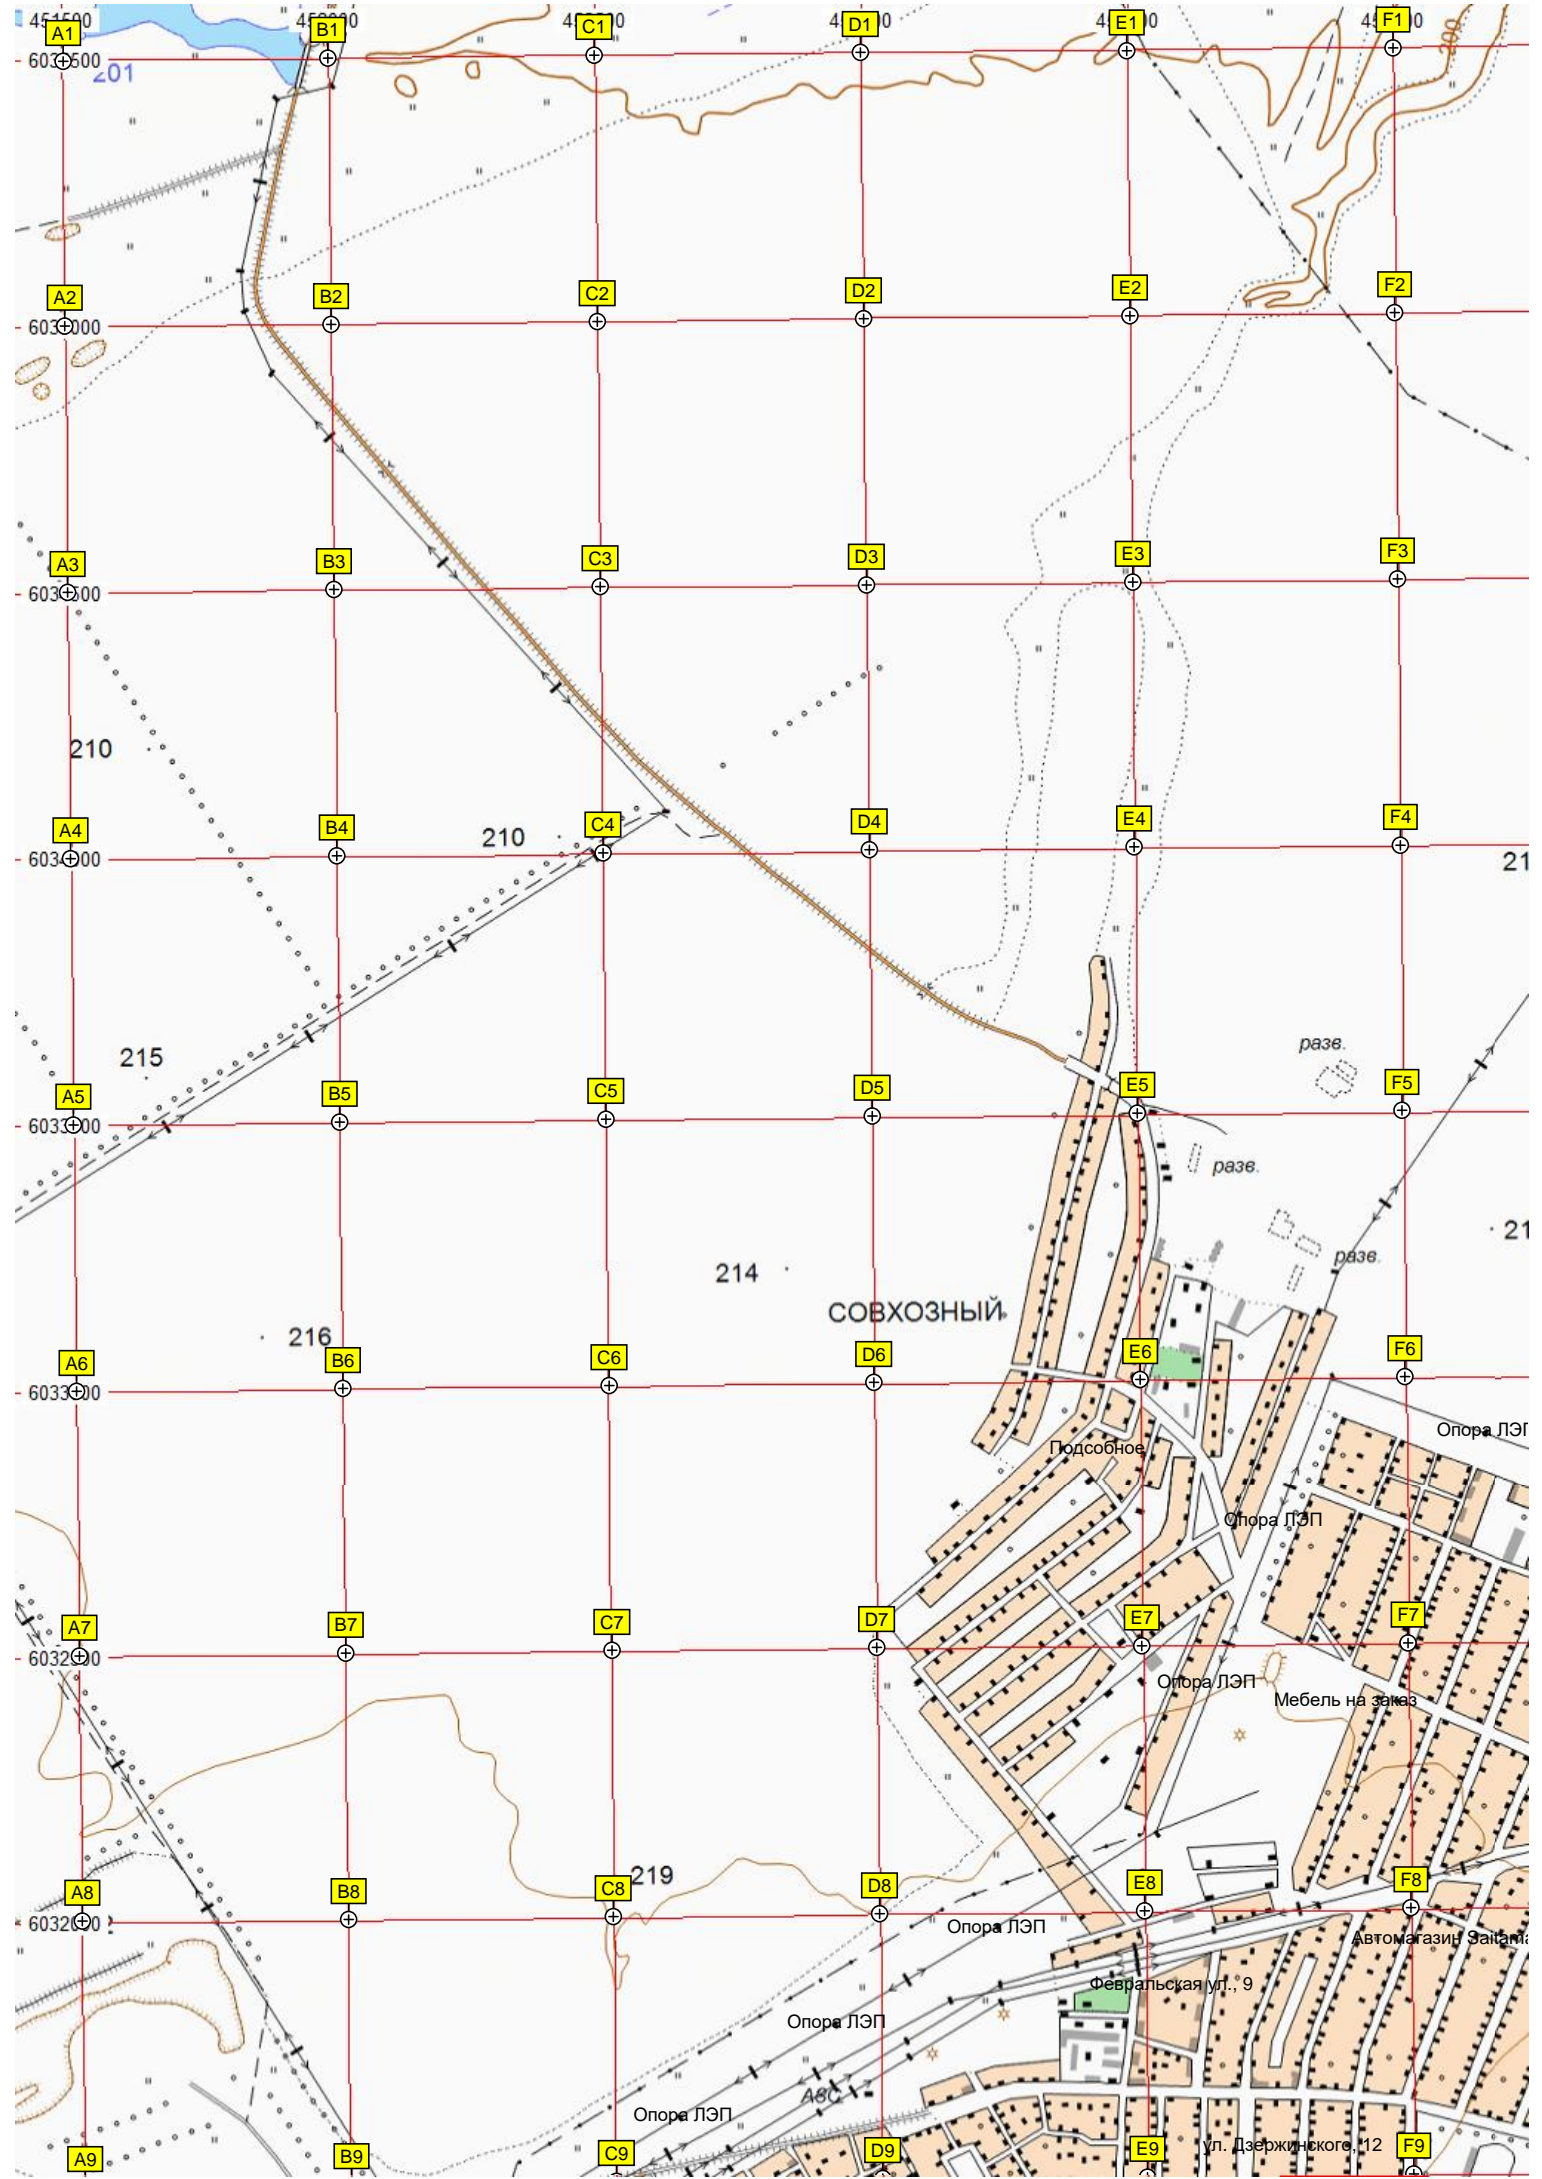 A1
B1
C1
D1
E1
F1
201
200
A2
B2
C2
D2
E2
F2
A3
B3
C3
D3
E3
F3
210
A4
B4
210
C4
D4
E4
F4
21
215
разв.
A5
B5
C5
D5
E5
F5
разв.
21
разв.
214
СОВХОЗНЫЙ
216
A6
B6
C6
D6
E6
F6
Опора ЛЭП
Подсобное
Опора ЛЭП
A7
B7
C7
D7
E7
F7
Опора ЛЭП
Мебель на заказ
219
A8
B8
C8
D8
E8
F8
Опора ЛЭП
Автомагазин Saitama
Февральская ул., 9
Опора ЛЭП
АЗС
Опора ЛЭП
ул. Дзержинского, 12
A9
B9
C9
D9
E9
F9